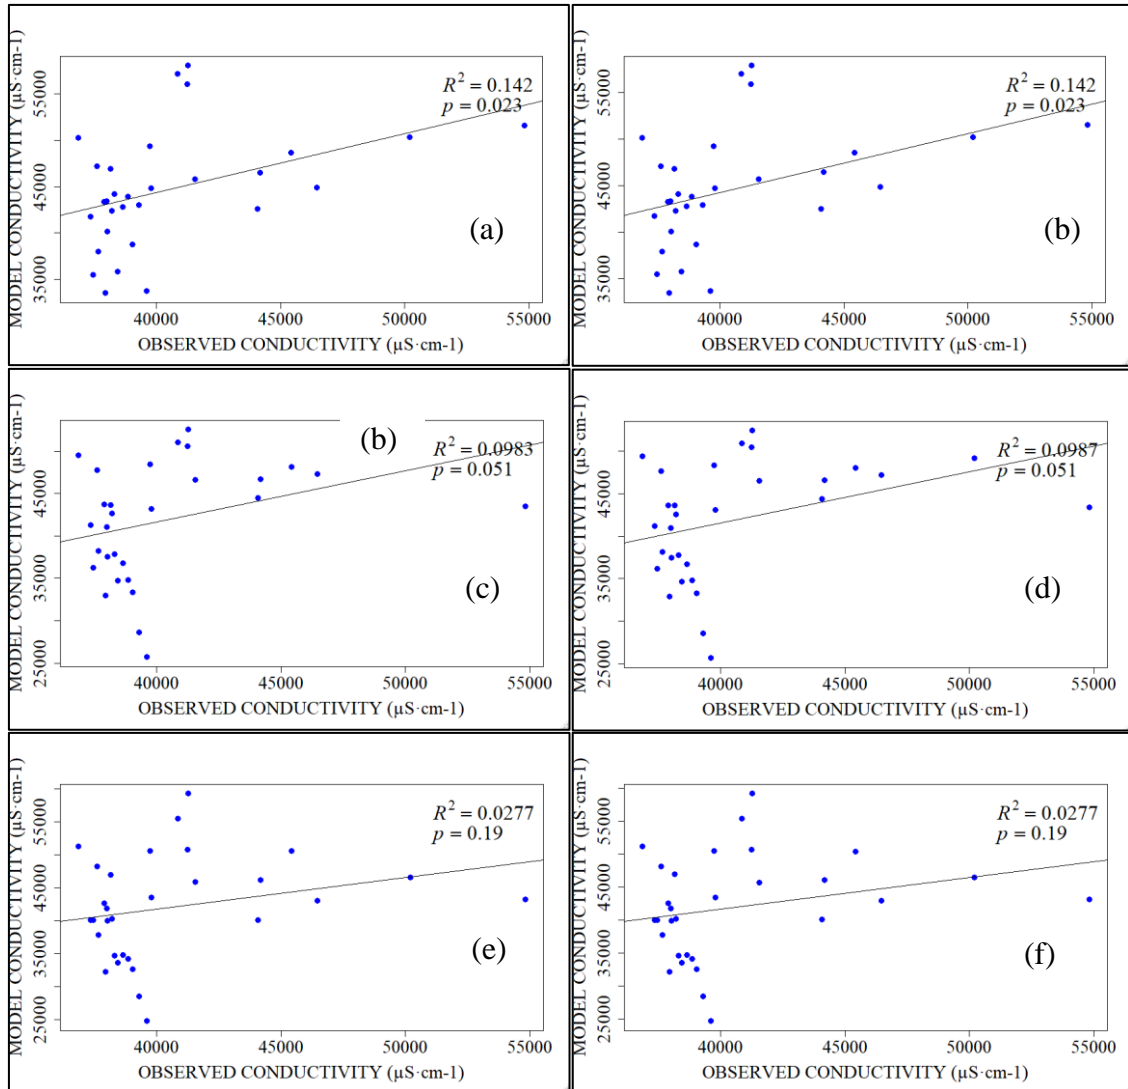 MODEL CONDUCTIVITY (µS·cm-1)
55000
45000
35000
R² = 0.142
p = 0.023
(a)
40000 45000 50000 55000
OBSERVED CONDUCTIVITY (µS·cm-1)
MODEL CONDUCTIVITY (µS·cm-1)
55000
45000
35000
R² = 0.142
p = 0.023
(b)
40000 45000 50000 55000
OBSERVED CONDUCTIVITY (µS·cm-1)
MODEL CONDUCTIVITY (µS·cm-1)
45000
35000
25000
(b)
R² = 0.0983
p = 0.051
(c)
40000 45000 50000 55000
OBSERVED CONDUCTIVITY (µS·cm-1)
MODEL CONDUCTIVITY (µS·cm-1)
45000
35000
25000
R² = 0.0987
p = 0.051
(d)
40000 45000 50000 55000
OBSERVED CONDUCTIVITY (µS·cm-1)
MODEL CONDUCTIVITY (µS·cm-1)
55000
45000
35000
25000
R² = 0.0277
p = 0.19
(e)
40000 45000 50000 55000
OBSERVED CONDUCTIVITY (µS·cm-1)
MODEL CONDUCTIVITY (µS·cm-1)
55000
45000
35000
25000
R² = 0.0277
p = 0.19
(f)
40000 45000 50000 55000
OBSERVED CONDUCTIVITY (µS·cm-1)